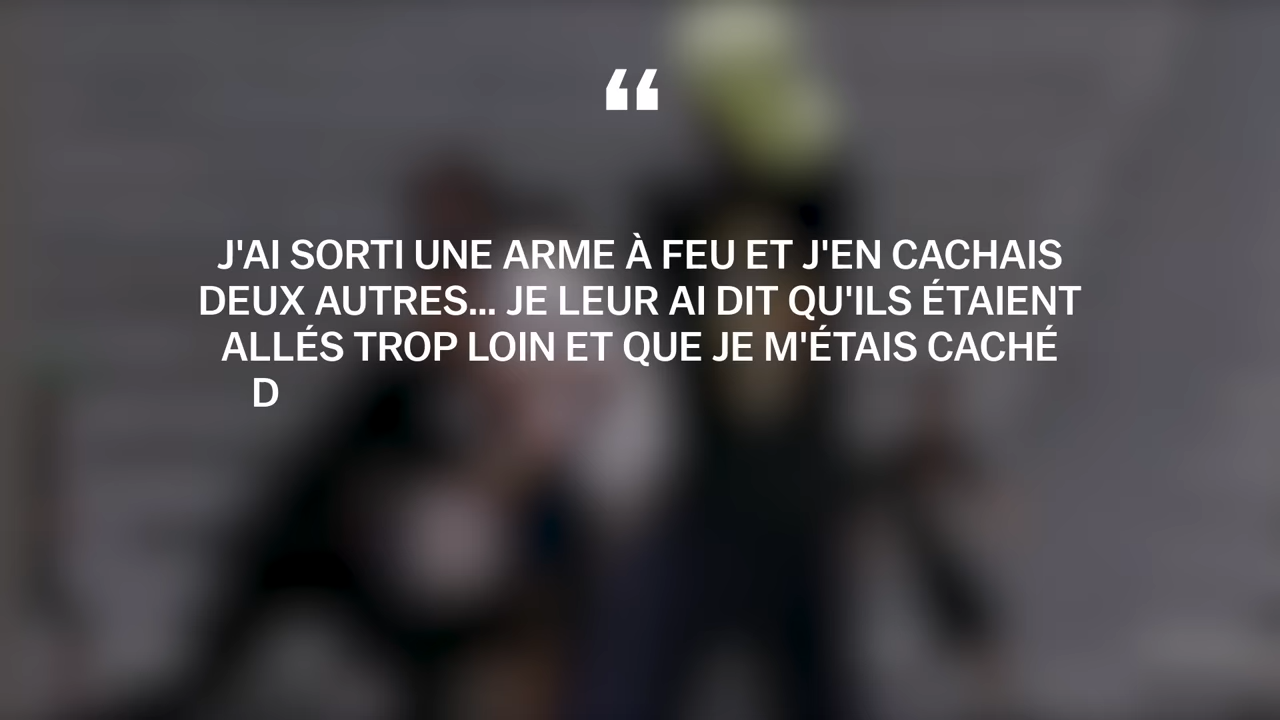 “
J'AI SORTI UNE ARME À FEU ET J'EN CACHAIS
DEUX AUTRES... JE LEUR AI DIT QU'ILS ÉTAIENT
ALLÉS TROP LOIN ET QUE JE M'ÉTAIS CACHÉ
D